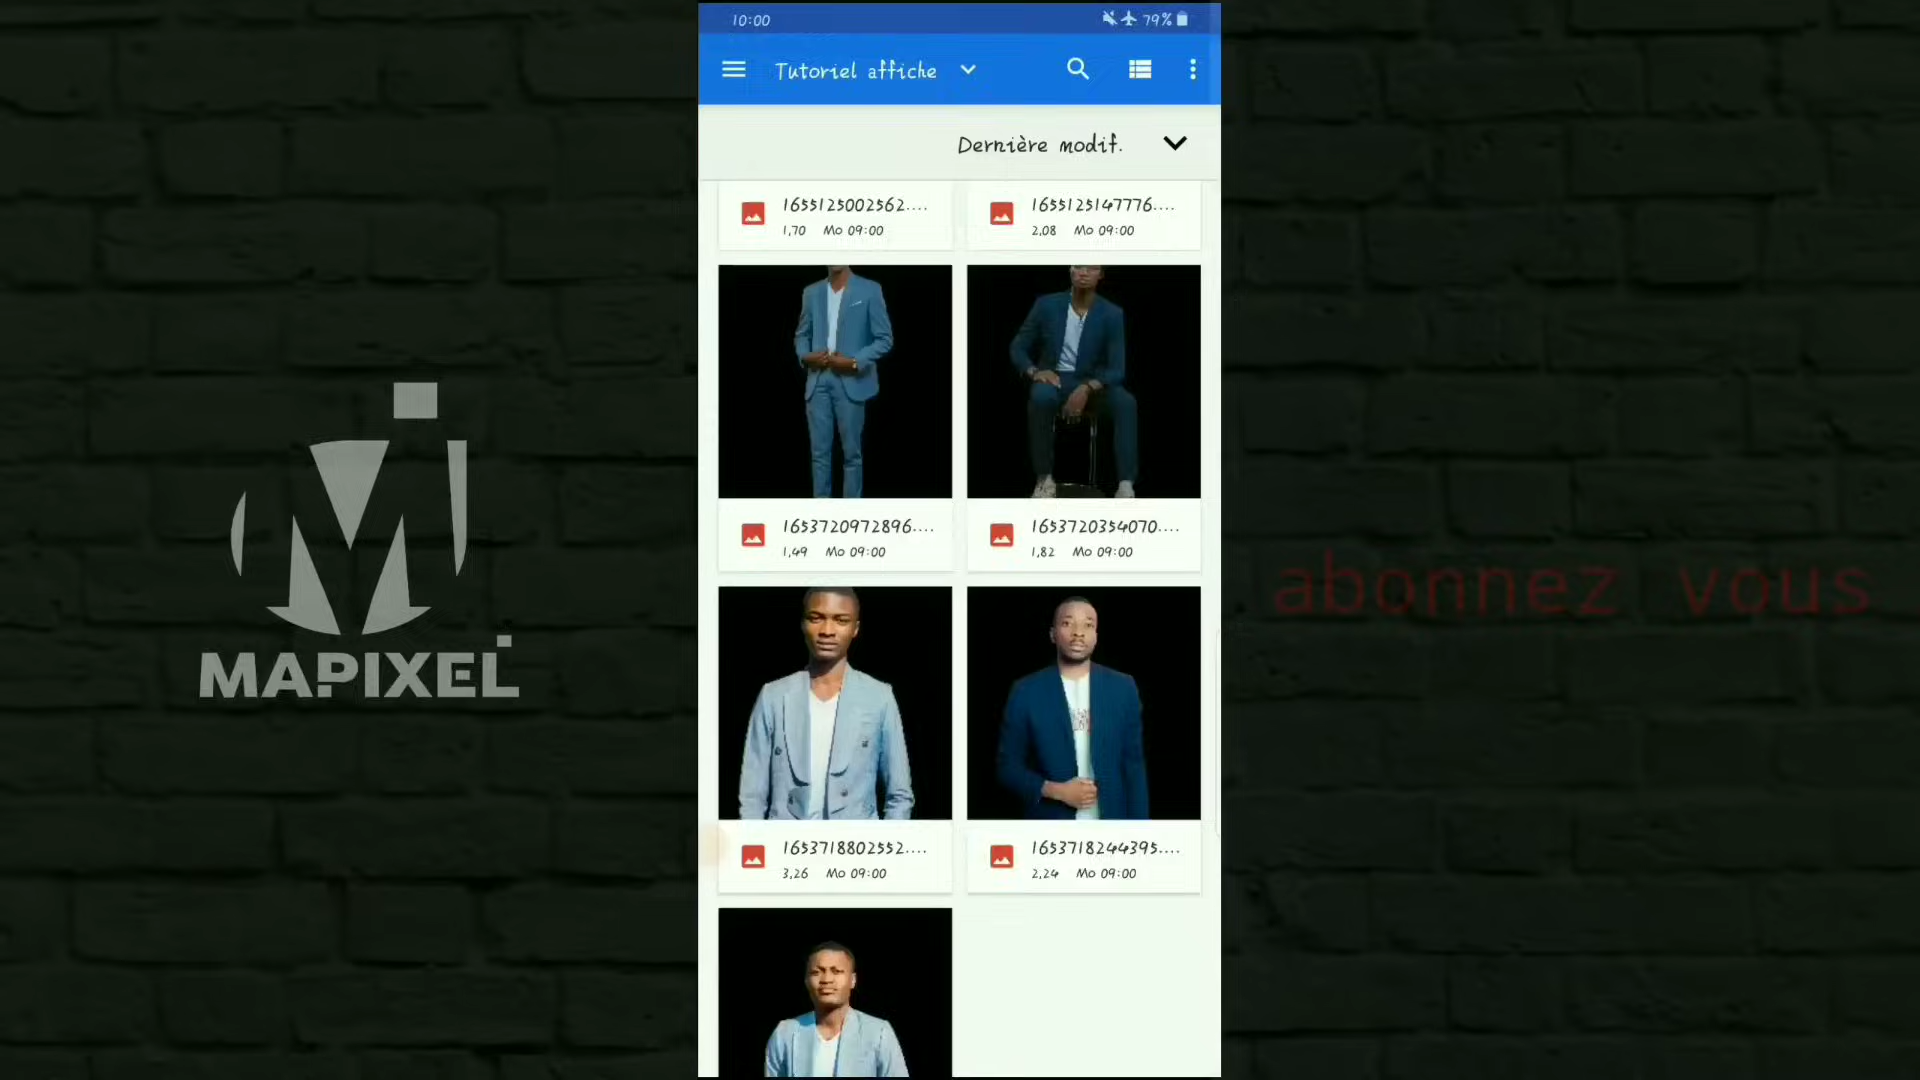 10:00
79%
Tutoriel affiche
Dernière modif.
1655125002562....
1,70 Mo 09:00
1655125147776....
2,08 Mo 09:00
1653720972896....
1,49 Mo 09:00
1653720354070....
1,82 Mo 09:00
1653718802552....
3,26 Mo 09:00
1653718244395....
2,24 Mo 09:00
MAPIXEL
abonnez vous